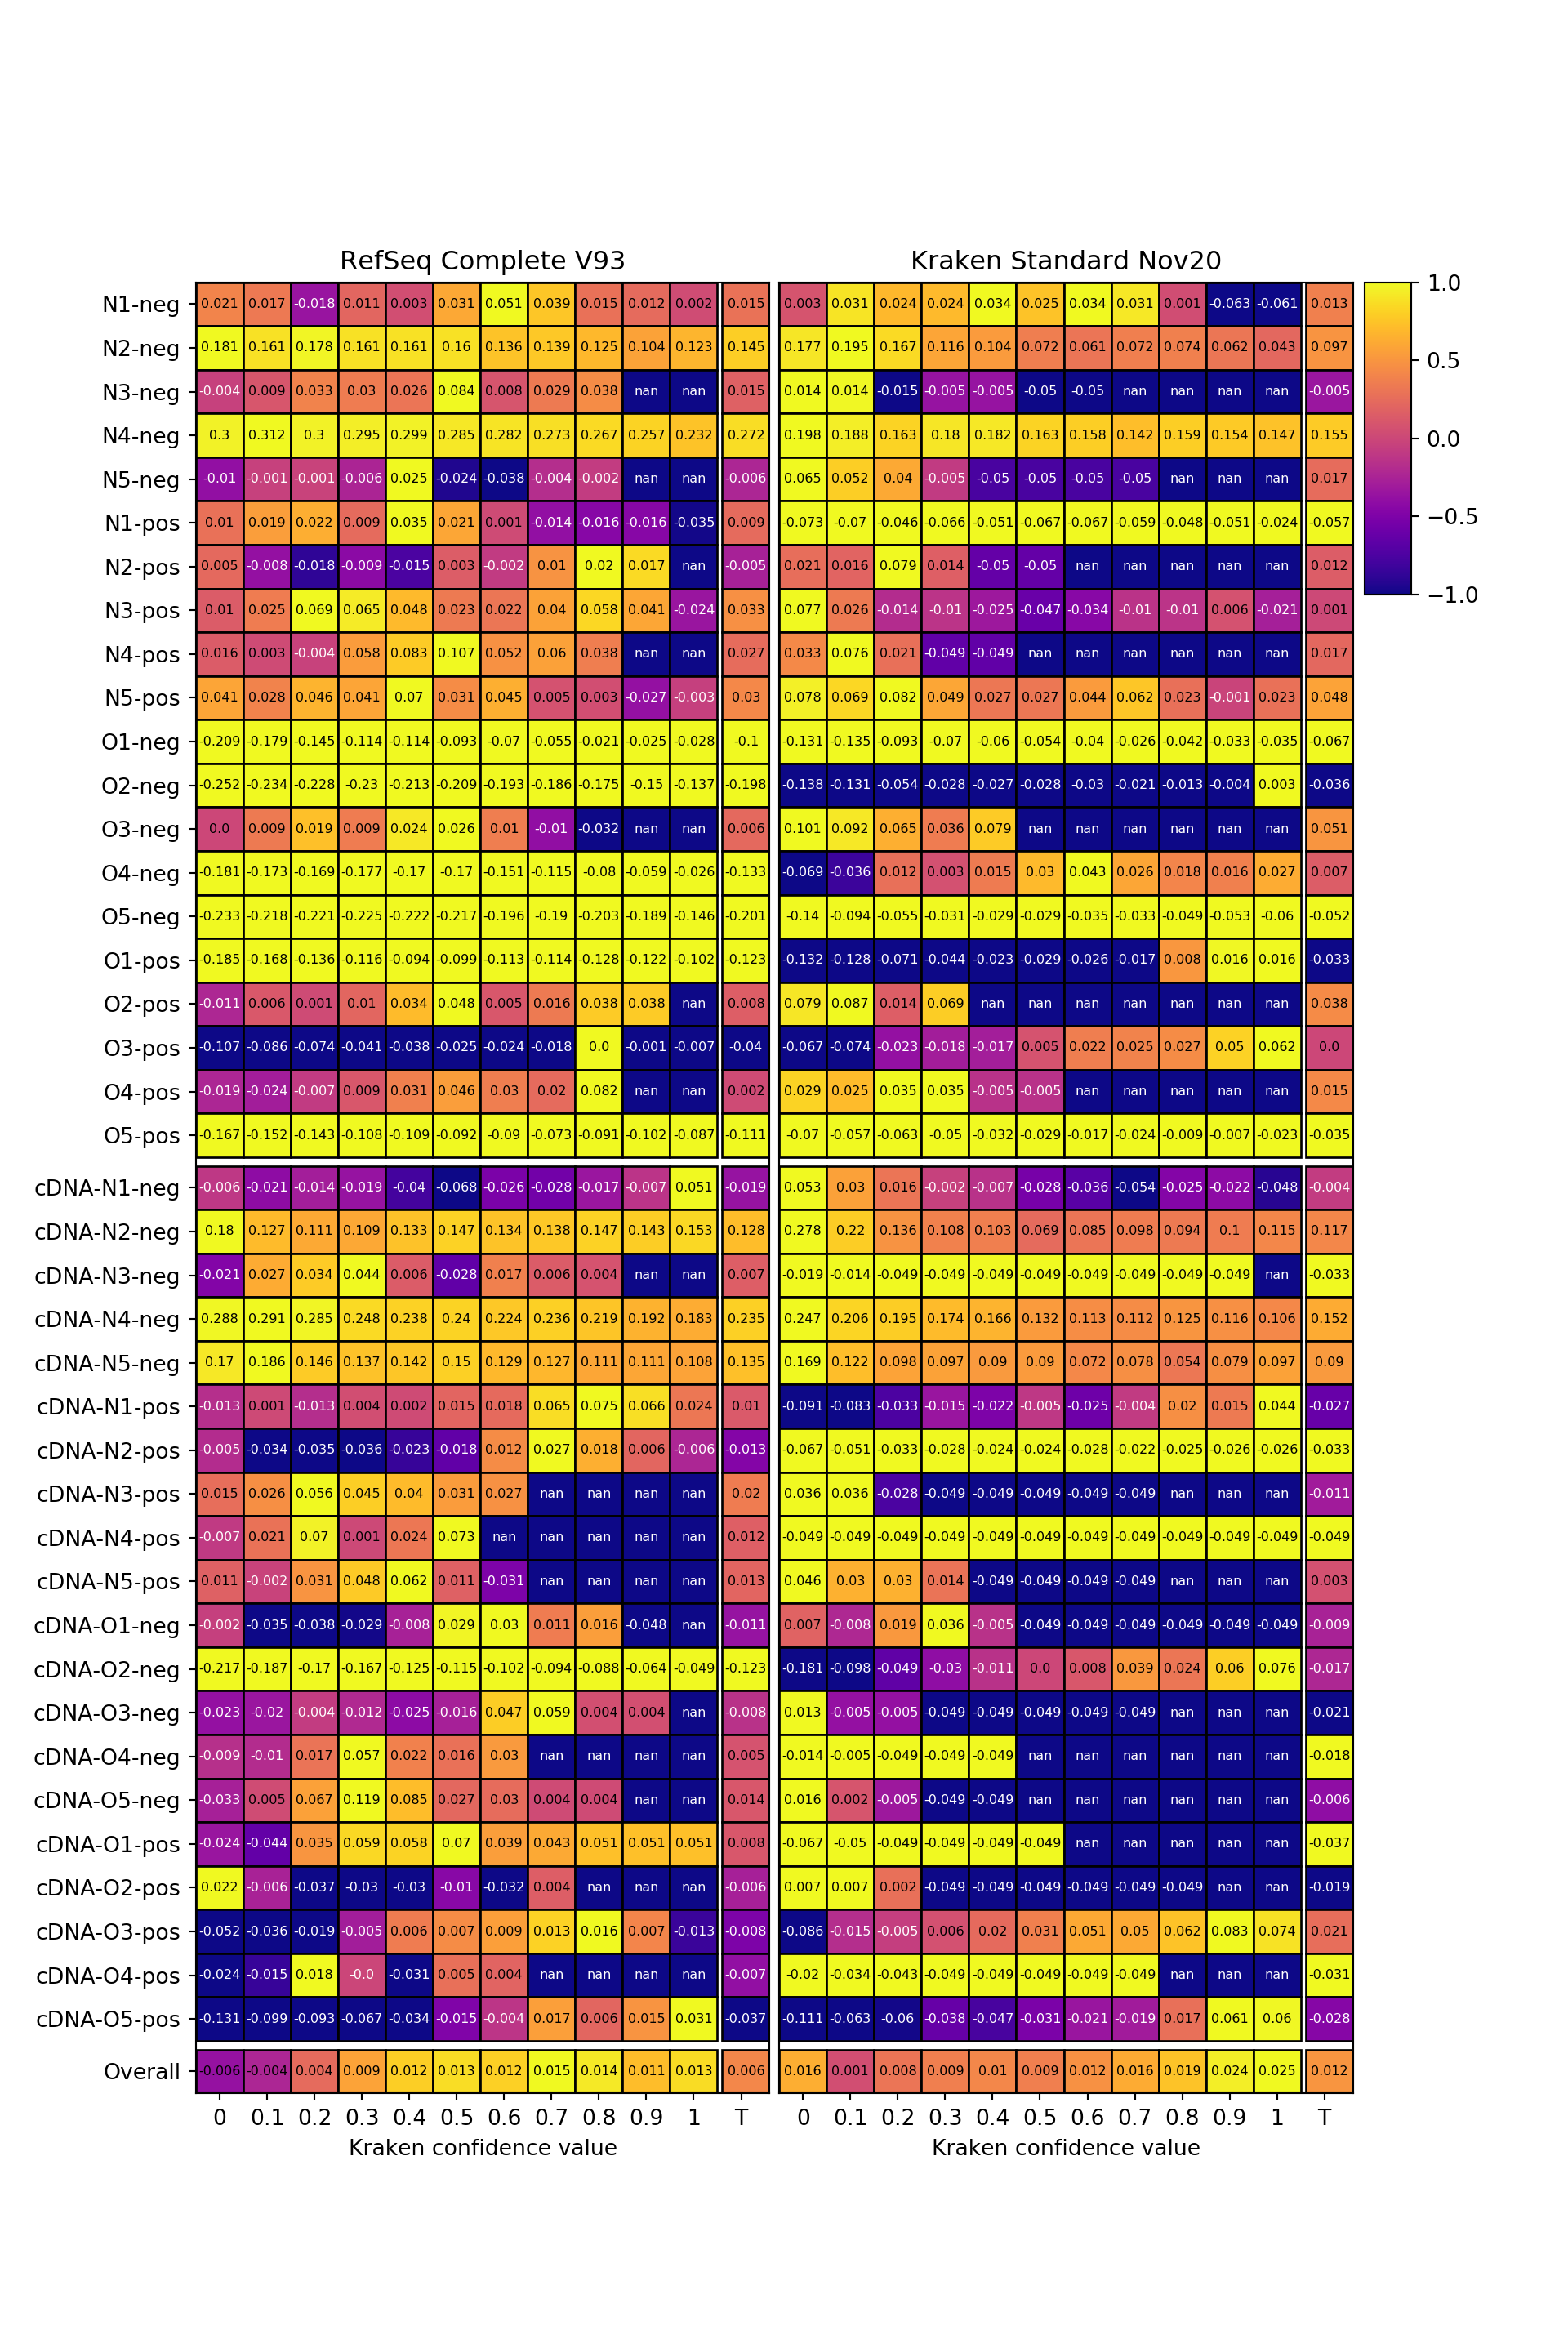 RefSeq Complete V93 Kraken Standard Nov20
N1-neg 0.021 0.017 -0.018 0.011 0.003 0.031 0.051 0.039 0.015 0.012 0.002 0.015 0.003 0.031 0.024 0.024 0.034 0.025 0.034 0.031 0.001 -0.063 -0.061 0.013 1.0
N2-neg 0.181 0.161 0.178 0.161 0.161 0.16 0.136 0.139 0.125 0.104 0.123 0.145 0.177 0.195 0.167 0.116 0.104 0.072 0.061 0.072 0.074 0.062 0.043 0.097 0.5
N3-neg -0.004 0.009 0.033 0.03 0.026 0.084 0.008 0.029 0.038 nan nan 0.015 0.014 0.014 -0.015 -0.005 -0.005 -0.05 -0.05 nan nan nan nan -0.005
N4-neg 0.3 0.312 0.3 0.295 0.299 0.285 0.282 0.273 0.267 0.257 0.232 0.272 0.198 0.188 0.163 0.18 0.182 0.163 0.158 0.142 0.159 0.154 0.147 0.155 0.0
N5-neg -0.01 -0.001 -0.001 -0.006 0.025 -0.024 -0.038 -0.004 -0.002 nan nan -0.006 0.065 0.052 0.04 -0.005 -0.05 -0.05 -0.05 -0.05 nan nan nan 0.017
N1-pos 0.01 0.019 0.022 0.009 0.035 0.021 0.001 -0.014 -0.016 -0.016 -0.035 0.009 -0.073 -0.07 -0.046 -0.066 -0.051 -0.067 -0.067 -0.059 -0.048 -0.051 -0.024 -0.057 −0.5
N2-pos 0.005 -0.008 -0.018 -0.009 -0.015 0.003 -0.002 0.01 0.02 0.017 nan -0.005 0.021 0.016 0.079 0.014 -0.05 -0.05 nan nan nan nan nan 0.012
N3-pos 0.01 0.025 0.069 0.065 0.048 0.023 0.022 0.04 0.058 0.041 -0.024 0.033 0.077 0.026 -0.014 -0.01 -0.025 -0.047 -0.034 -0.01 -0.01 0.006 -0.021 0.001 −1.0
N4-pos 0.016 0.003 -0.004 0.058 0.083 0.107 0.052 0.06 0.038 nan nan 0.027 0.033 0.076 0.021 -0.049 -0.049 nan nan nan nan nan nan 0.017
N5-pos 0.041 0.028 0.046 0.041 0.07 0.031 0.045 0.005 0.003 -0.027 -0.003 0.03 0.078 0.069 0.082 0.049 0.027 0.027 0.044 0.062 0.023 -0.001 0.023 0.048
O1-neg -0.209 -0.179 -0.145 -0.114 -0.114 -0.093 -0.07 -0.055 -0.021 -0.025 -0.028 -0.1 -0.131 -0.135 -0.093 -0.07 -0.06 -0.054 -0.04 -0.026 -0.042 -0.033 -0.035 -0.067
O2-neg -0.252 -0.234 -0.228 -0.23 -0.213 -0.209 -0.193 -0.186 -0.175 -0.15 -0.137 -0.198 -0.138 -0.131 -0.054 -0.028 -0.027 -0.028 -0.03 -0.021 -0.013 -0.004 0.003 -0.036
O3-neg 0.0 0.009 0.019 0.009 0.024 0.026 0.01 -0.01 -0.032 nan nan 0.006 0.101 0.092 0.065 0.036 0.079 nan nan nan nan nan nan 0.051
O4-neg -0.181 -0.173 -0.169 -0.177 -0.17 -0.17 -0.151 -0.115 -0.08 -0.059 -0.026 -0.133 -0.069 -0.036 0.012 0.003 0.015 0.03 0.043 0.026 0.018 0.016 0.027 0.007
O5-neg -0.233 -0.218 -0.221 -0.225 -0.222 -0.217 -0.196 -0.19 -0.203 -0.189 -0.146 -0.201 -0.14 -0.094 -0.055 -0.031 -0.029 -0.029 -0.035 -0.033 -0.049 -0.053 -0.06 -0.052
O1-pos -0.185 -0.168 -0.136 -0.116 -0.094 -0.099 -0.113 -0.114 -0.128 -0.122 -0.102 -0.123 -0.132 -0.128 -0.071 -0.044 -0.023 -0.029 -0.026 -0.017 0.008 0.016 0.016 -0.033
O2-pos -0.011 0.006 0.001 0.01 0.034 0.048 0.005 0.016 0.038 0.038 nan 0.008 0.079 0.087 0.014 0.069 nan nan nan nan nan nan nan 0.038
O3-pos -0.107 -0.086 -0.074 -0.041 -0.038 -0.025 -0.024 -0.018 0.0 -0.001 -0.007 -0.04 -0.067 -0.074 -0.023 -0.018 -0.017 0.005 0.022 0.025 0.027 0.05 0.062 0.0
O4-pos -0.019 -0.024 -0.007 0.009 0.031 0.046 0.03 0.02 0.082 nan nan 0.002 0.029 0.025 0.035 0.035 -0.005 -0.005 nan nan nan nan nan 0.015
O5-pos -0.167 -0.152 -0.143 -0.108 -0.109 -0.092 -0.09 -0.073 -0.091 -0.102 -0.087 -0.111 -0.07 -0.057 -0.063 -0.05 -0.032 -0.029 -0.017 -0.024 -0.009 -0.007 -0.023 -0.035
cDNA-N1-neg -0.006 -0.021 -0.014 -0.019 -0.04 -0.068 -0.026 -0.028 -0.017 -0.007 0.051 -0.019 0.053 0.03 0.016 -0.002 -0.007 -0.028 -0.036 -0.054 -0.025 -0.022 -0.048 -0.004
cDNA-N2-neg 0.18 0.127 0.111 0.109 0.133 0.147 0.134 0.138 0.147 0.143 0.153 0.128 0.278 0.22 0.136 0.108 0.103 0.069 0.085 0.098 0.094 0.1 0.115 0.117
cDNA-N3-neg -0.021 0.027 0.034 0.044 0.006 -0.028 0.017 0.006 0.004 nan nan 0.007 -0.019 -0.014 -0.049 -0.049 -0.049 -0.049 -0.049 -0.049 -0.049 -0.049 nan -0.033
cDNA-N4-neg 0.288 0.291 0.285 0.248 0.238 0.24 0.224 0.236 0.219 0.192 0.183 0.235 0.247 0.206 0.195 0.174 0.166 0.132 0.113 0.112 0.125 0.116 0.106 0.152
cDNA-N5-neg 0.17 0.186 0.146 0.137 0.142 0.15 0.129 0.127 0.111 0.111 0.108 0.135 0.169 0.122 0.098 0.097 0.09 0.09 0.072 0.078 0.054 0.079 0.097 0.09
cDNA-N1-pos -0.013 0.001 -0.013 0.004 0.002 0.015 0.018 0.065 0.075 0.066 0.024 0.01 -0.091 -0.083 -0.033 -0.015 -0.022 -0.005 -0.025 -0.004 0.02 0.015 0.044 -0.027
cDNA-N2-pos -0.005 -0.034 -0.035 -0.036 -0.023 -0.018 0.012 0.027 0.018 0.006 -0.006 -0.013 -0.067 -0.051 -0.033 -0.028 -0.024 -0.024 -0.028 -0.022 -0.025 -0.026 -0.026 -0.033
cDNA-N3-pos 0.015 0.026 0.056 0.045 0.04 0.031 0.027 nan nan nan nan 0.02 0.036 0.036 -0.028 -0.049 -0.049 -0.049 -0.049 -0.049 nan nan nan -0.011
cDNA-N4-pos -0.007 0.021 0.07 0.001 0.024 0.073 nan nan nan nan nan 0.012 -0.049 -0.049 -0.049 -0.049 -0.049 -0.049 -0.049 -0.049 -0.049 -0.049 -0.049 -0.049
cDNA-N5-pos 0.011 -0.002 0.031 0.048 0.062 0.011 -0.031 nan nan nan nan 0.013 0.046 0.03 0.03 0.014 -0.049 -0.049 -0.049 -0.049 nan nan nan 0.003
cDNA-O1-neg -0.002 -0.035 -0.038 -0.029 -0.008 0.029 0.03 0.011 0.016 -0.048 nan -0.011 0.007 -0.008 0.019 0.036 -0.005 -0.049 -0.049 -0.049 -0.049 -0.049 -0.049 -0.009
cDNA-O2-neg -0.217 -0.187 -0.17 -0.167 -0.125 -0.115 -0.102 -0.094 -0.088 -0.064 -0.049 -0.123 -0.181 -0.098 -0.049 -0.03 -0.011 0.0 0.008 0.039 0.024 0.06 0.076 -0.017
cDNA-O3-neg -0.023 -0.02 -0.004 -0.012 -0.025 -0.016 0.047 0.059 0.004 0.004 nan -0.008 0.013 -0.005 -0.005 -0.049 -0.049 -0.049 -0.049 -0.049 nan nan nan -0.021
cDNA-O4-neg -0.009 -0.01 0.017 0.057 0.022 0.016 0.03 nan nan nan nan 0.005 -0.014 -0.005 -0.049 -0.049 -0.049 nan nan nan nan nan nan -0.018
cDNA-O5-neg -0.033 0.005 0.067 0.119 0.085 0.027 0.03 0.004 0.004 nan nan 0.014 0.016 0.002 -0.005 -0.049 -0.049 nan nan nan nan nan nan -0.006
cDNA-O1-pos -0.024 -0.044 0.035 0.059 0.058 0.07 0.039 0.043 0.051 0.051 0.051 0.008 -0.067 -0.05 -0.049 -0.049 -0.049 -0.049 nan nan nan nan nan -0.037
cDNA-O2-pos 0.022 -0.006 -0.037 -0.03 -0.03 -0.01 -0.032 0.004 nan nan nan -0.006 0.007 0.007 0.002 -0.049 -0.049 -0.049 -0.049 -0.049 -0.049 nan nan -0.019
cDNA-O3-pos -0.052 -0.036 -0.019 -0.005 0.006 0.007 0.009 0.013 0.016 0.007 -0.013 -0.008 -0.086 -0.015 -0.005 0.006 0.02 0.031 0.051 0.05 0.062 0.083 0.074 0.021
cDNA-O4-pos -0.024 -0.015 0.018 -0.0 -0.031 0.005 0.004 nan nan nan nan -0.007 -0.02 -0.034 -0.043 -0.049 -0.049 -0.049 -0.049 -0.049 nan nan nan -0.031
cDNA-O5-pos -0.131 -0.099 -0.093 -0.067 -0.034 -0.015 -0.004 0.017 0.006 0.015 0.031 -0.037 -0.111 -0.063 -0.06 -0.038 -0.047 -0.031 -0.021 -0.019 0.017 0.061 0.06 -0.028
Overall -0.006 -0.004 0.004 0.009 0.012 0.013 0.012 0.015 0.014 0.011 0.013 0.006 0.016 0.001 0.008 0.009 0.01 0.009 0.012 0.016 0.019 0.024 0.025 0.012
0 0.1 0.2 0.3 0.4 0.5 0.6 0.7 0.8 0.9 1 T 0 0.1 0.2 0.3 0.4 0.5 0.6 0.7 0.8 0.9 1 T
Kraken confidence value Kraken confidence value